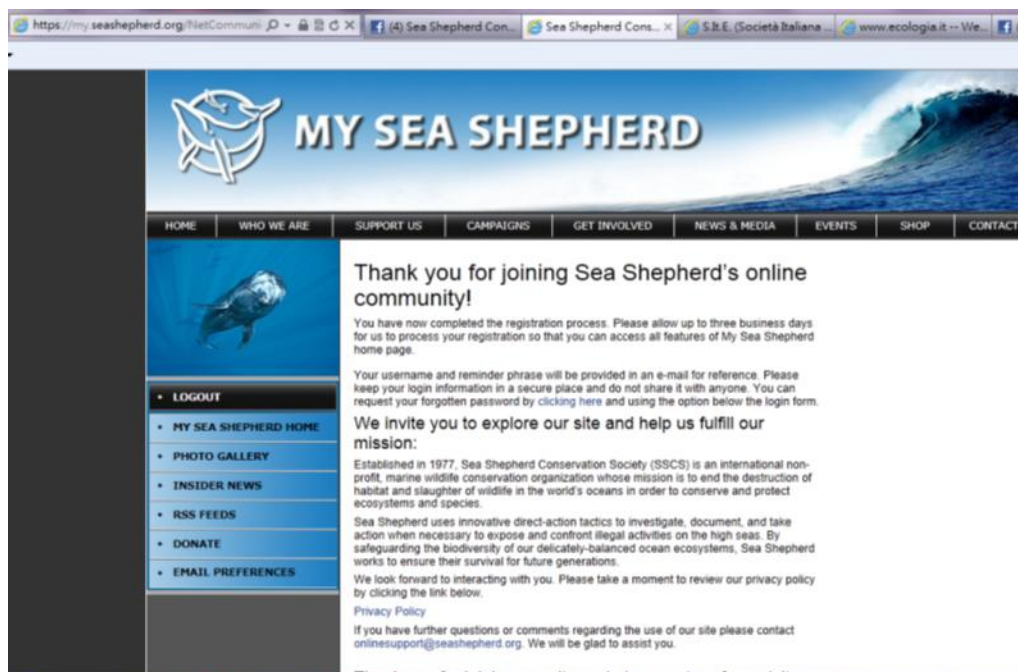 https://my.seashepherd.org/NetCommuni
(4) Sea Shepherd Con...
Sea Shepherd Cons...
S.It.E. (Società Italiana ...
www.ecologia.it -- We...
MY SEA SHEPHERD
HOME
WHO WE ARE
SUPPORT US
CAMPAIGNS
GET INVOLVED
NEWS & MEDIA
EVENTS
SHOP
CONTACT
LOGOUT
MY SEA SHEPHERD HOME
PHOTO GALLERY
INSIDER NEWS
RSS FEEDS
DONATE
EMAIL PREFERENCES
Thank you for joining Sea Shepherd's online
community!
You have now completed the registration process. Please allow up to three business days
for us to process your registration so that you can access all features of My Sea Shepherd
home page.
Your username and reminder phrase will be provided in an e-mail for reference. Please
keep your login information in a secure place and do not share it with anyone. You can
request your forgotten password by clicking here and using the option below the login form.
We invite you to explore our site and help us fulfill our
mission:
Established in 1977, Sea Shepherd Conservation Society (SSCS) is an international non-
profit, marine wildlife conservation organization whose mission is to end the destruction of
habitat and slaughter of wildlife in the world's oceans in order to conserve and protect
ecosystems and species.
Sea Shepherd uses innovative direct-action tactics to investigate, document, and take
action when necessary to expose and confront illegal activities on the high seas. By
safeguarding the biodiversity of our delicately-balanced ocean ecosystems, Sea Shepherd
works to ensure their survival for future generations.
We look forward to interacting with you. Please take a moment to review our privacy policy
by clicking the link below.
Privacy Policy
If you have further questions or comments regarding the use of our site please contact
onlinesupport@seashepherd.org. We will be glad to assist you.